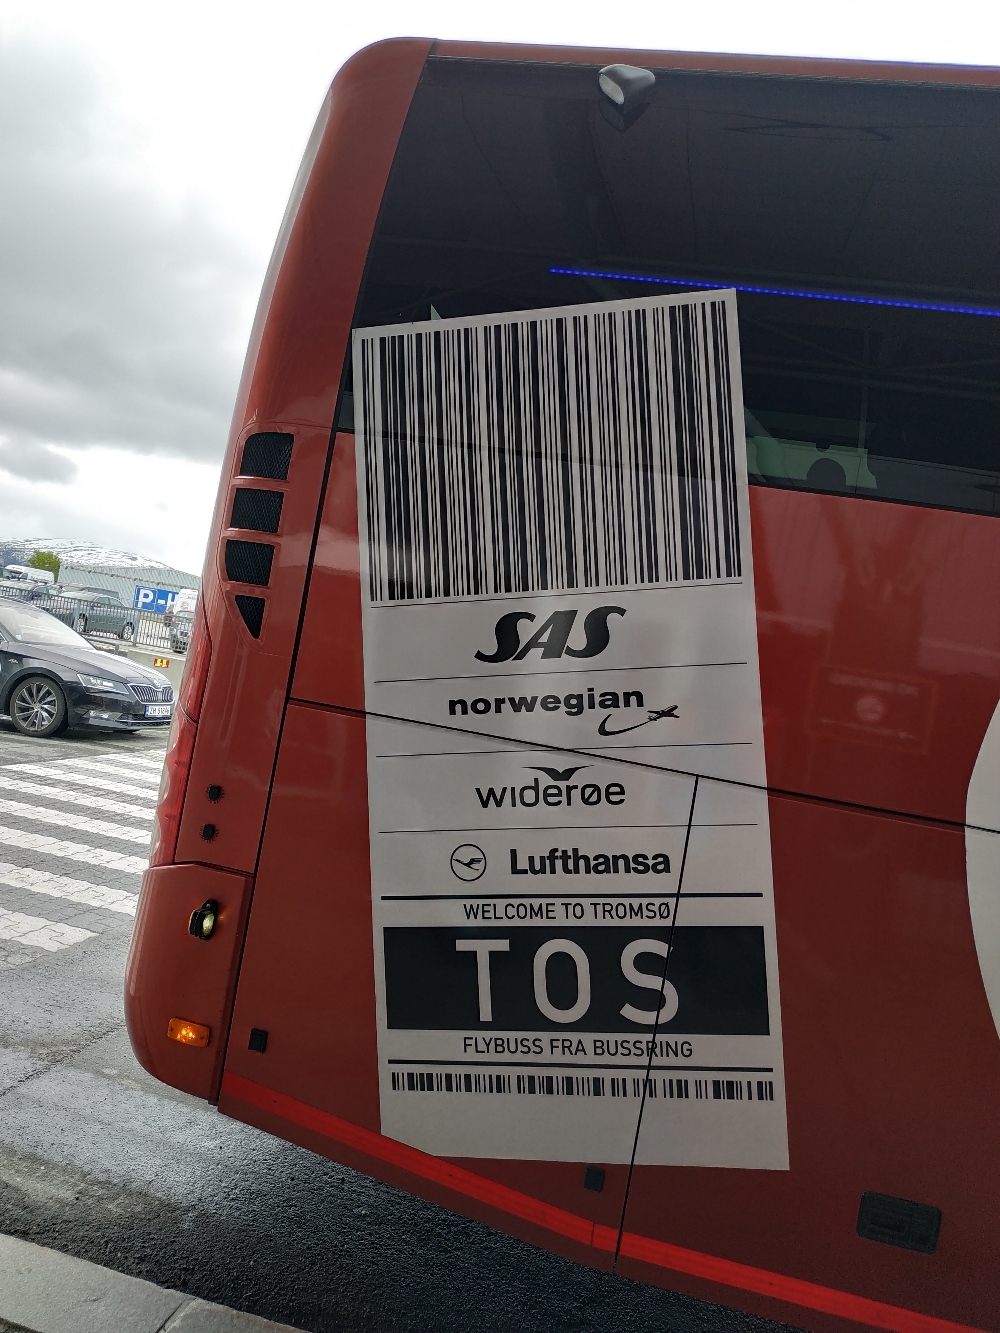 SAS
norwegian
widerøe
Lufthansa
WELCOME TO TROMSØ
TOS
FLYBUSS FRA BUSSRING
P-H